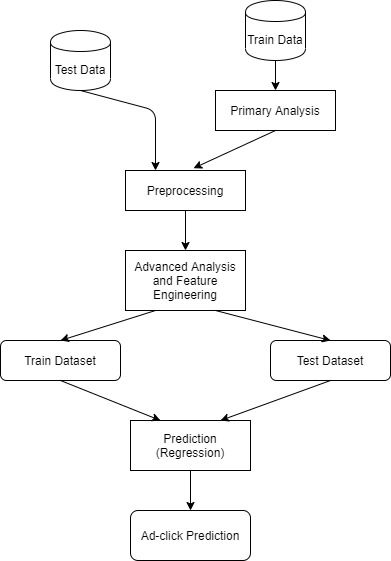 Train Data
Test Data
Primary Analysis
Preprocessing
Advanced Analysis
and Feature
Engineering
Train Dataset
Test Dataset
Prediction
(Regression)
Ad-click Prediction